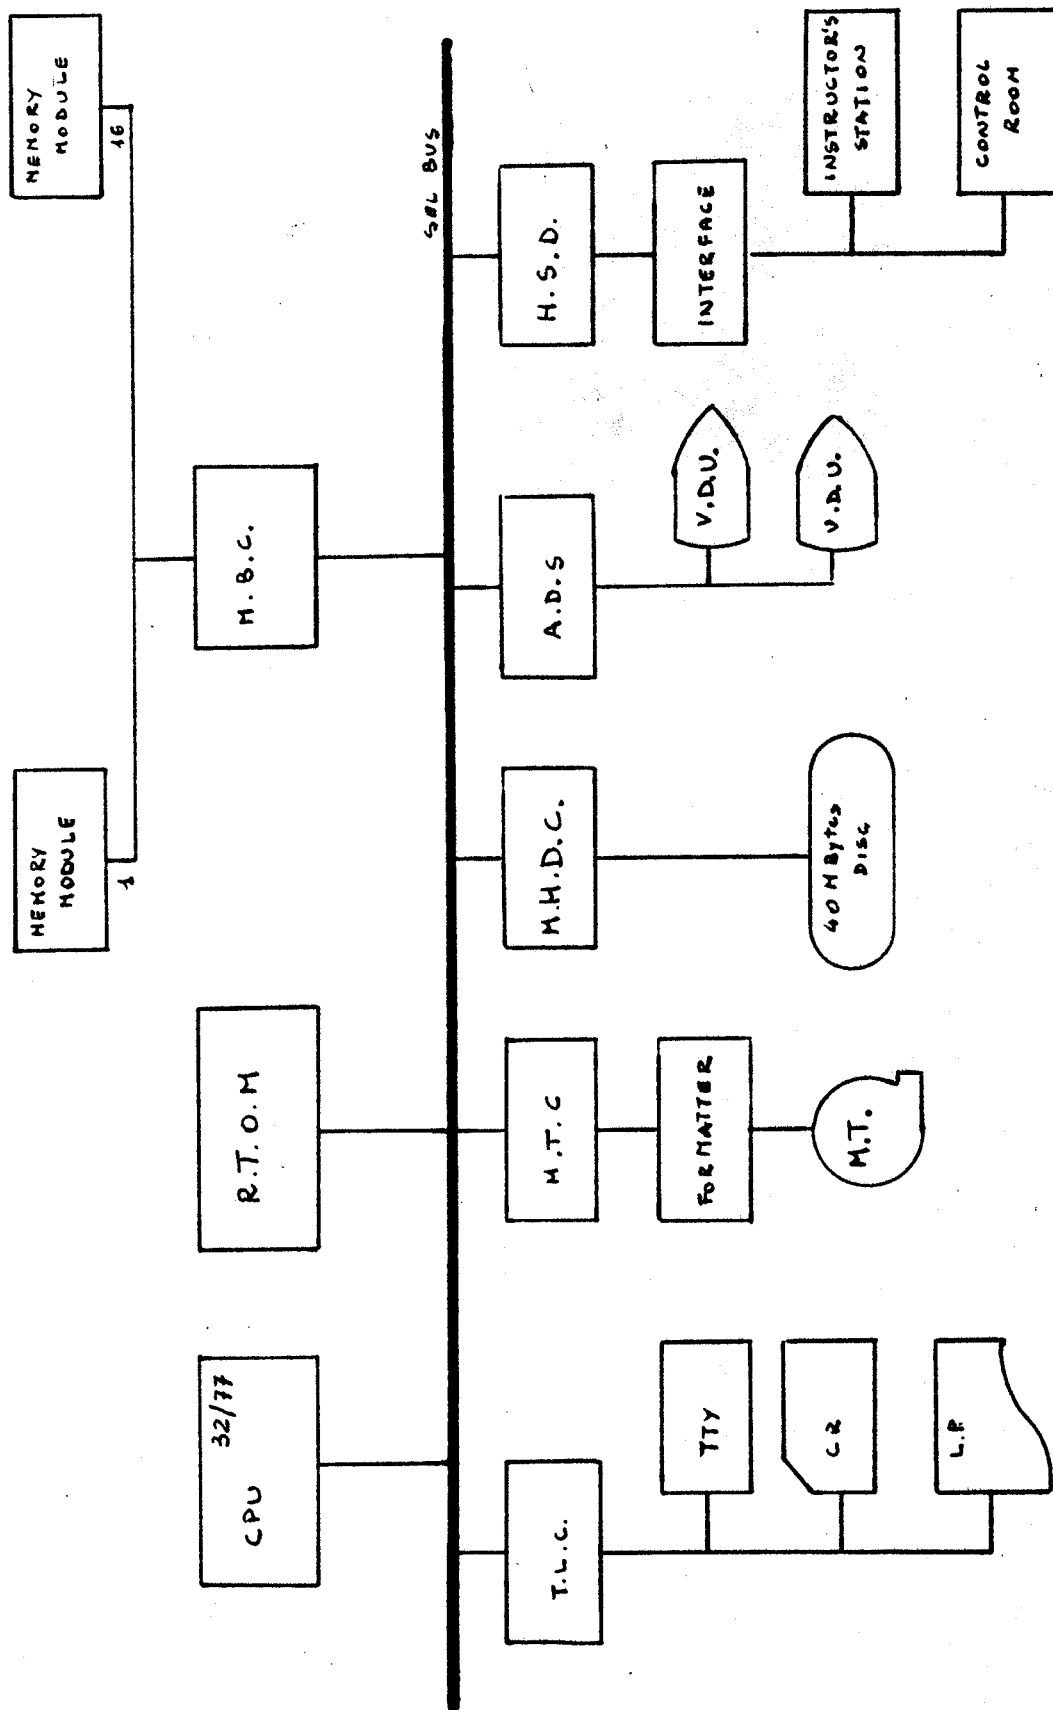 MEMORY
MODULE
1
MEMORY
MODULE
16
CPU
32/77
R.T.O.M
M.B.C.
SEL BUS
T.L.C.
M.T.C
M.H.D.C.
A.D.S
H.S.D.
TTY
FORMATTER
V.D.U.
INTERFACE
CR
M.T.
40 MBytes
DISC
V.D.U.
INSTRUCTOR'S
STATION
L.P.
CONTROL
ROOM